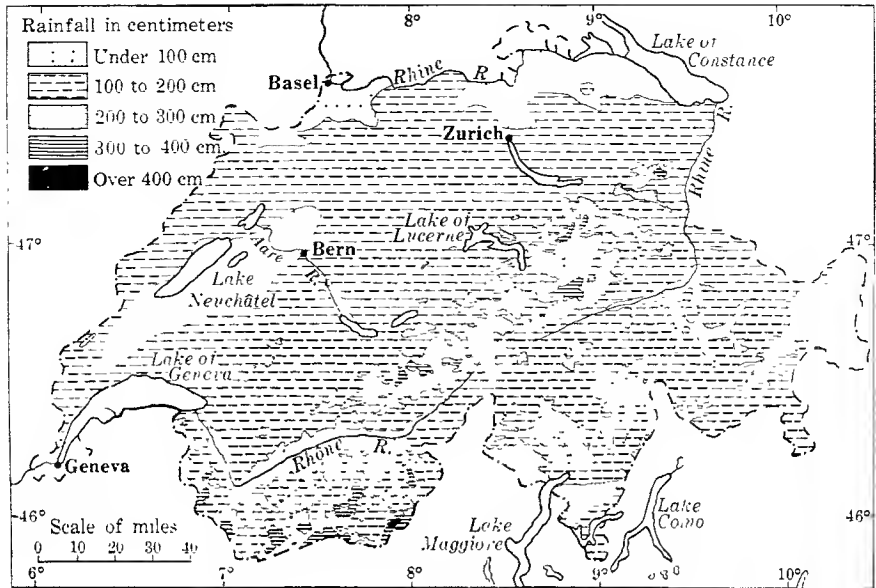 8° 9° 10°
Rainfall in centimeters
Under 100 cm
100 to 200 cm
200 to 300 cm
300 to 400 cm
Over 400 cm
Lake of
Constance
Basel
Rhine R
Zurich
Rhine R.
Lake of
Lucerne
47° 47°
Aare R.
Bern
Lake
Neuchâtel
Lake of
Geneva
Rhône R.
Geneva
46° 46°
Scale of miles
0 10 20 30 40
Lake
Maggiore
Lake
Como
6° 7° 8° 9° 10°